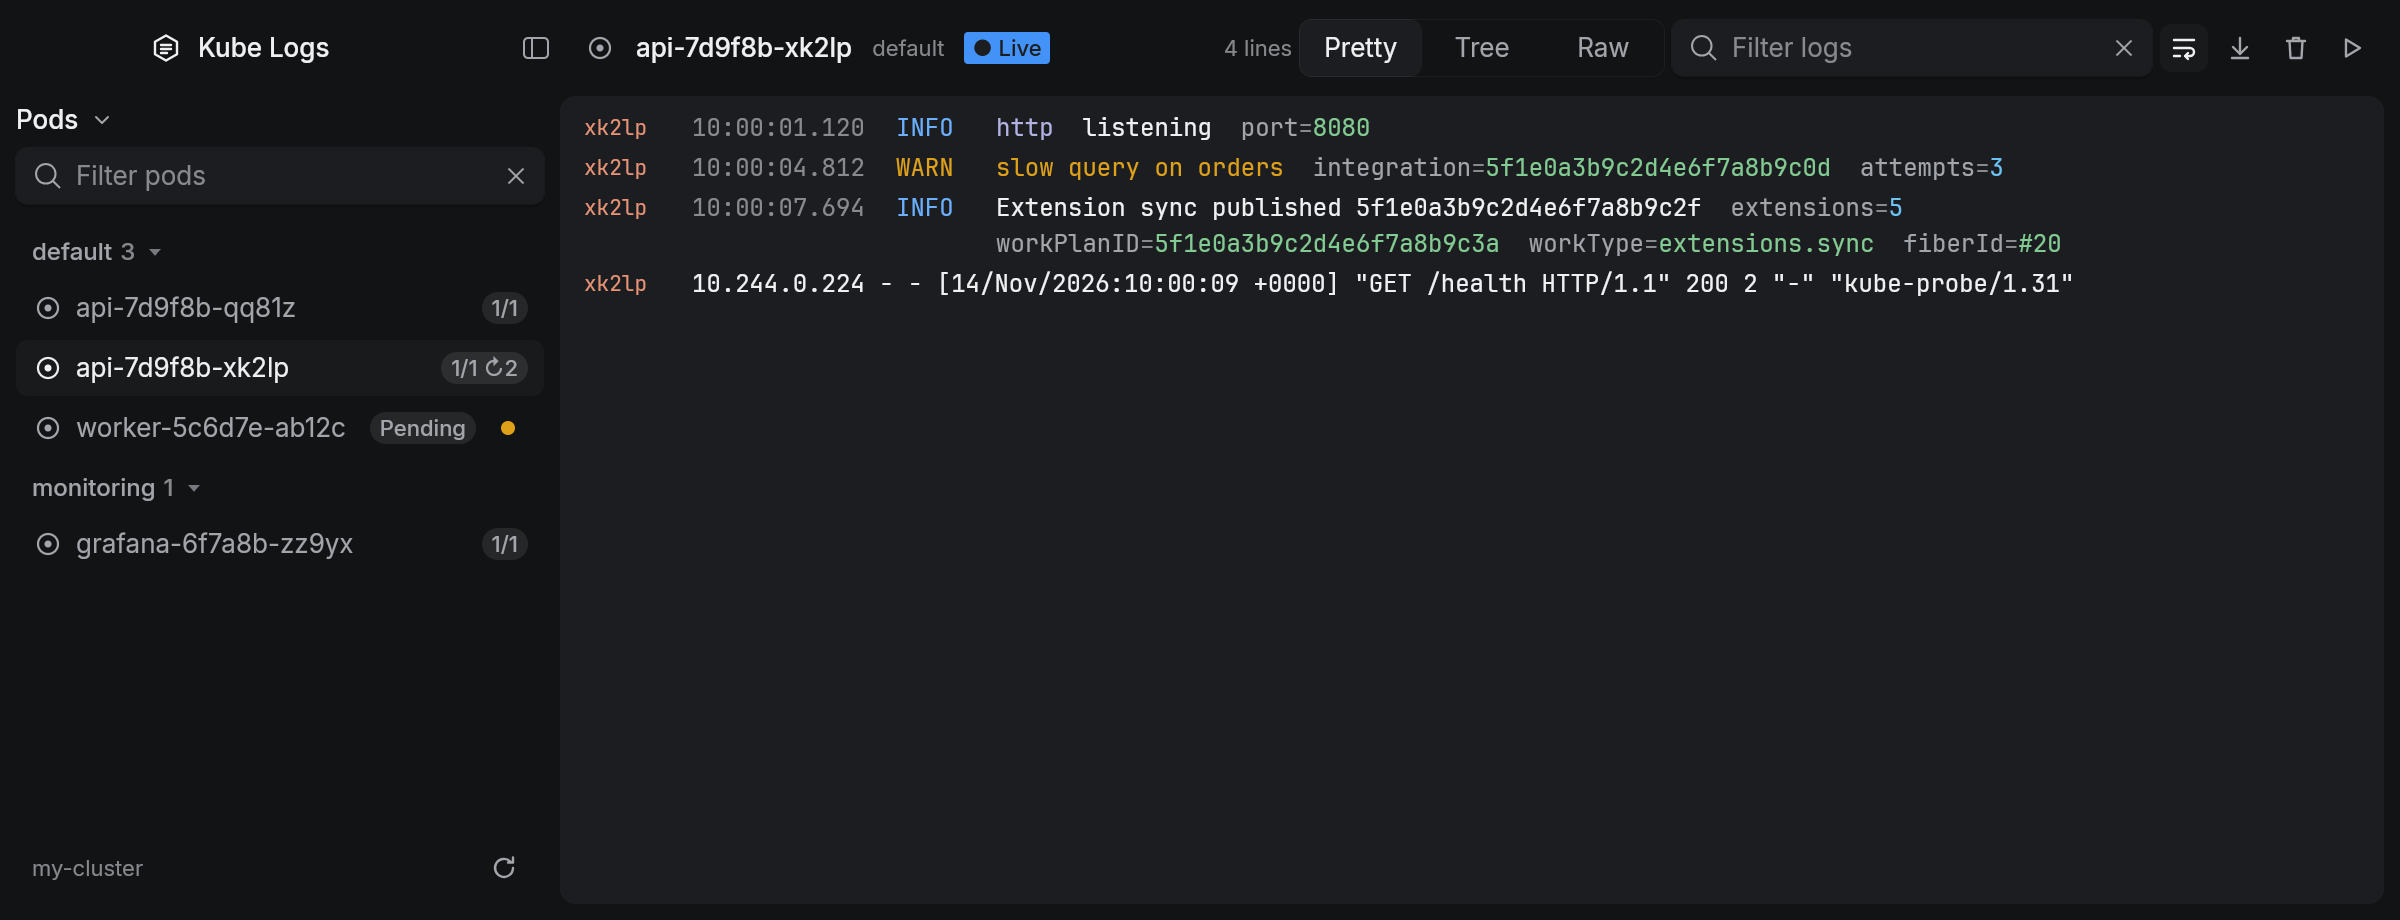 Kube Logs
api-7d9f8b-xk2lp default Live 4 lines Pretty Tree Raw Filter logs
Pods
Filter pods
default 3
api-7d9f8b-qq81z 1/1
api-7d9f8b-xk2lp 1/1 2
worker-5c6d7e-ab12c Pending
monitoring 1
grafana-6f7a8b-zz9yx 1/1
my-cluster
xk2lp 10:00:01.120 INFO http listening port=8080
xk2lp 10:00:04.812 WARN slow query on orders integration=5f1e0a3b9c2d4e6f7a8b9c0d attempts=3
xk2lp 10:00:07.694 INFO Extension sync published 5f1e0a3b9c2d4e6f7a8b9c2f extensions=5
workPlanID=5f1e0a3b9c2d4e6f7a8b9c3a workType=extensions.sync fiberId=#20
xk2lp 10.244.0.224 - - [14/Nov/2026:10:00:09 +0000] "GET /health HTTP/1.1" 200 2 "-" "kube-probe/1.31"